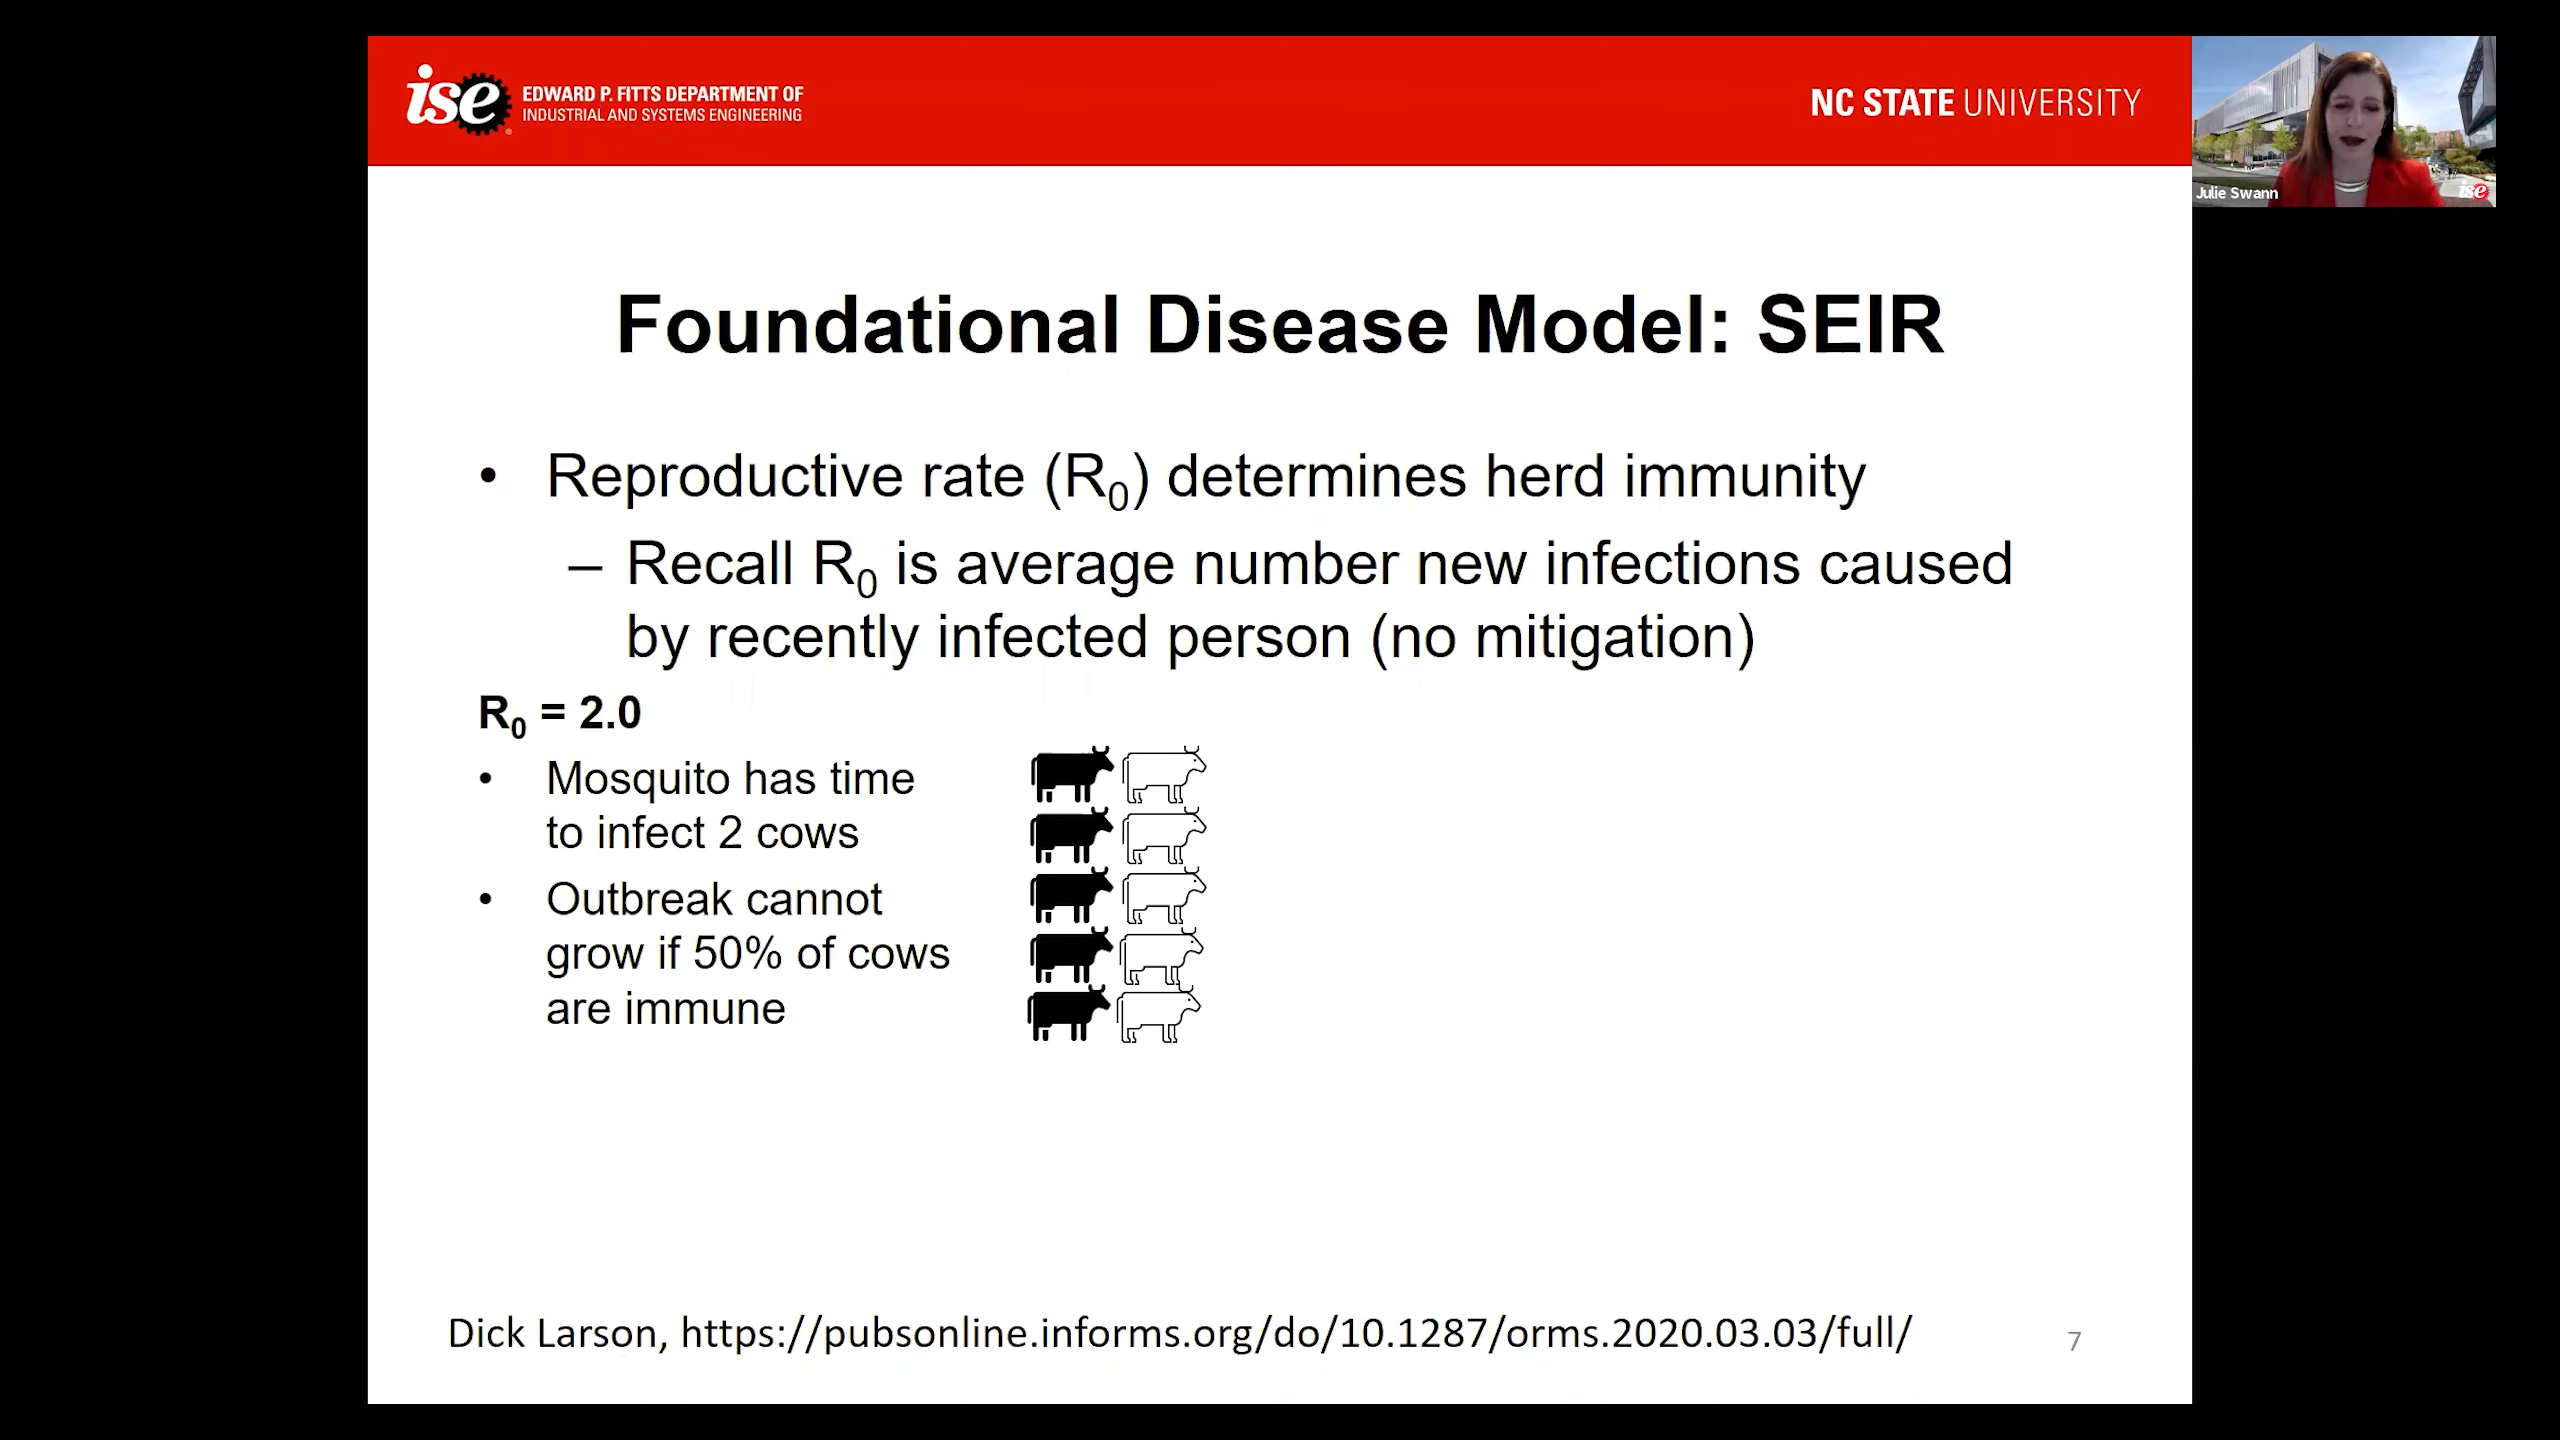 ise EDWARD P. FITTS DEPARTMENT OF
INDUSTRIAL AND SYSTEMS ENGINEERING
NC STATE UNIVERSITY
Julie Swann
ise
Foundational Disease Model: SEIR
• Reproductive rate (R₀) determines herd immunity
– Recall R₀ is average number new infections caused
by recently infected person (no mitigation)
R₀ = 2.0
• Mosquito has time
to infect 2 cows
• Outbreak cannot
grow if 50% of cows
are immune
Dick Larson, https://pubsonline.informs.org/do/10.1287/orms.2020.03.03/full/
7